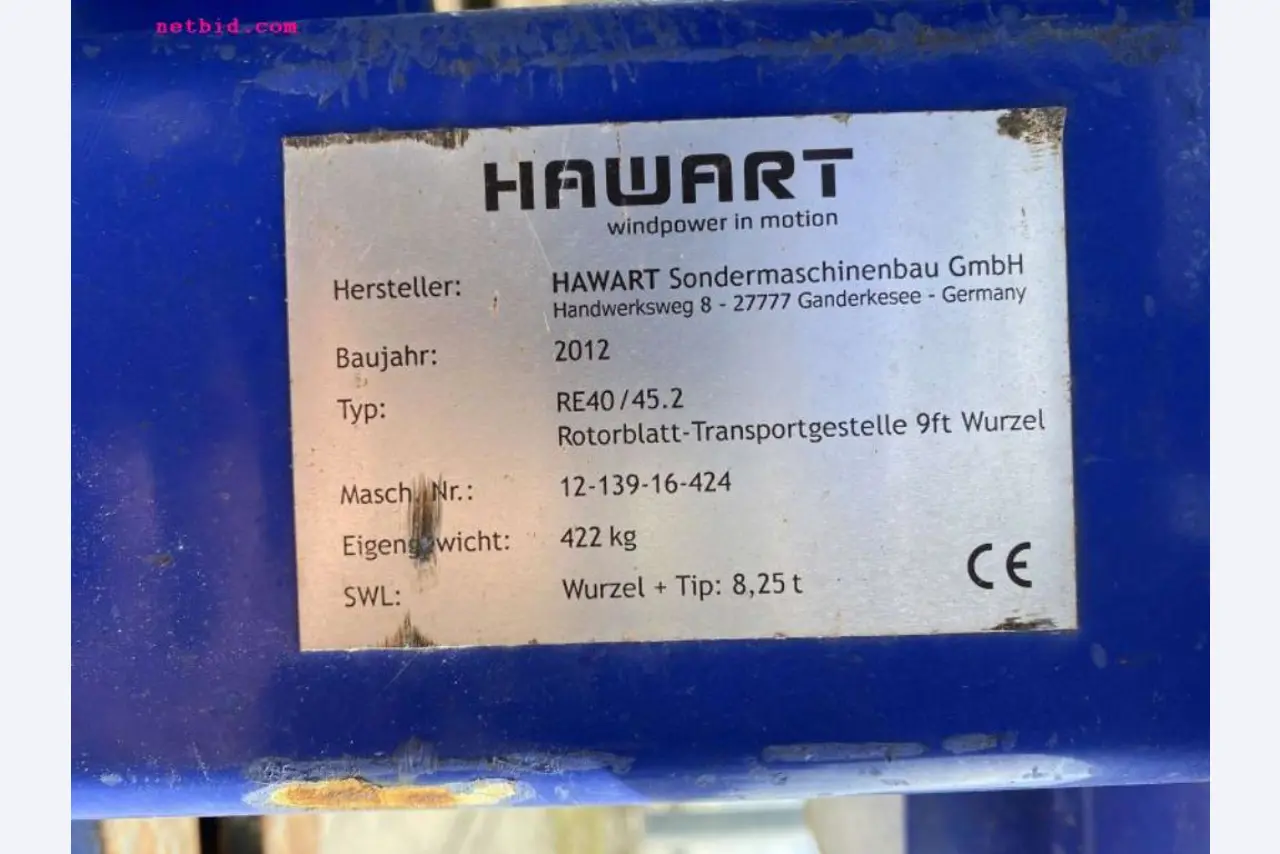 netbid.com
HAWART
windpower in motion
Hersteller: HAWART Sondermaschinenbau GmbH
Handwerksweg 8 - 27777 Ganderkesee - Germany
Baujahr: 2012
Typ: RE40/45.2
Rotorblatt-Transportgestelle 9ft Wurzel
Masch.Nr.: 12-139-16-424
Eigengewicht: 422 kg
SWL: Wurzel + Tip: 8,25 t
CE